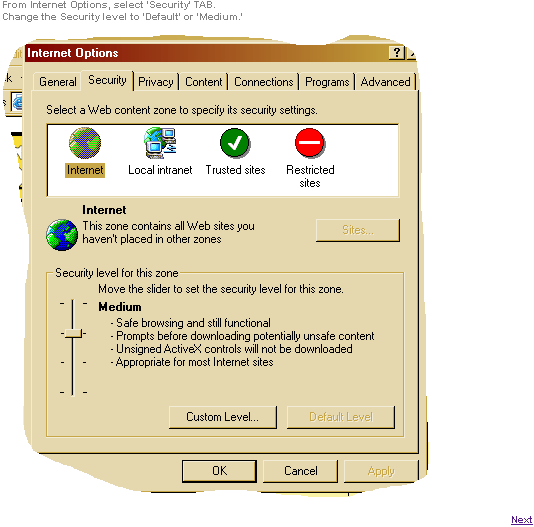 From Internet Options, select 'Security' TAB.
Change the Security level to 'Default' or 'Medium.'
Internet Options
?
General Security Privacy Content Connections Programs Advanced
Select a Web content zone to specify its security settings.
Internet Local intranet Trusted sites Restricted
sites
Internet
This zone contains all Web sites you
haven't placed in other zones
Sites...
Security level for this zone
Move the slider to set the security level for this zone.
Medium
- Safe browsing and still functional
- Prompts before downloading potentially unsafe content
- Unsigned ActiveX controls will not be downloaded
- Appropriate for most Internet sites
Custom Level... Default Level
OK Cancel Apply
Next